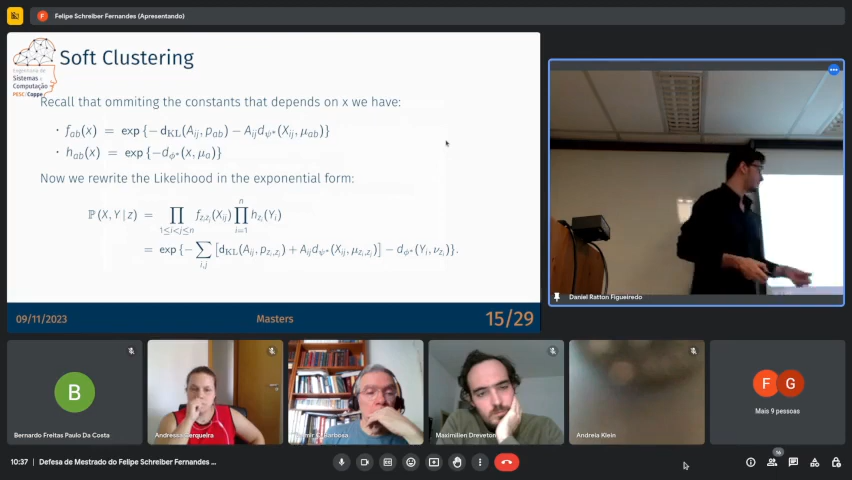 F Felipe Schreiber Fernandes (Apresentando)
Soft Clustering
Engenharia de
Sistemas e
Computação
PESC/Coppe
Recall that ommiting the constants that depends on x we have:
· f_ab(x) = exp {−d_KL(A_ij, p_ab) − A_ij d_ψ*(X_ij, μ_ab)}
· h_ab(x) = exp {−d_φ*(x, μ_a)}
Now we rewrite the Likelihood in the exponential form:
ℙ (X, Y | z) = ∏_{1≤i<j≤n} f_{z_i z_j}(X_ij) ∏_{i=1}^{n} h_{z_i}(Y_i)
= exp {− ∑_{i,j} [d_KL(A_ij, p_{z_i,z_j}) + A_ij d_ψ*(X_ij, μ_{z_i,z_j})] − d_φ*(Y_i, ν_{z_i})}.
09/11/2023 Masters 15/29
Daniel Ratton Figueiredo
B
Bernardo Freitas Paulo Da Costa
Maximilien Dreveton
Andreia Klein
F G
Mais 9 pessoas
10:37 Defesa de Mestrado do Felipe Schreiber Fernandes ...
16